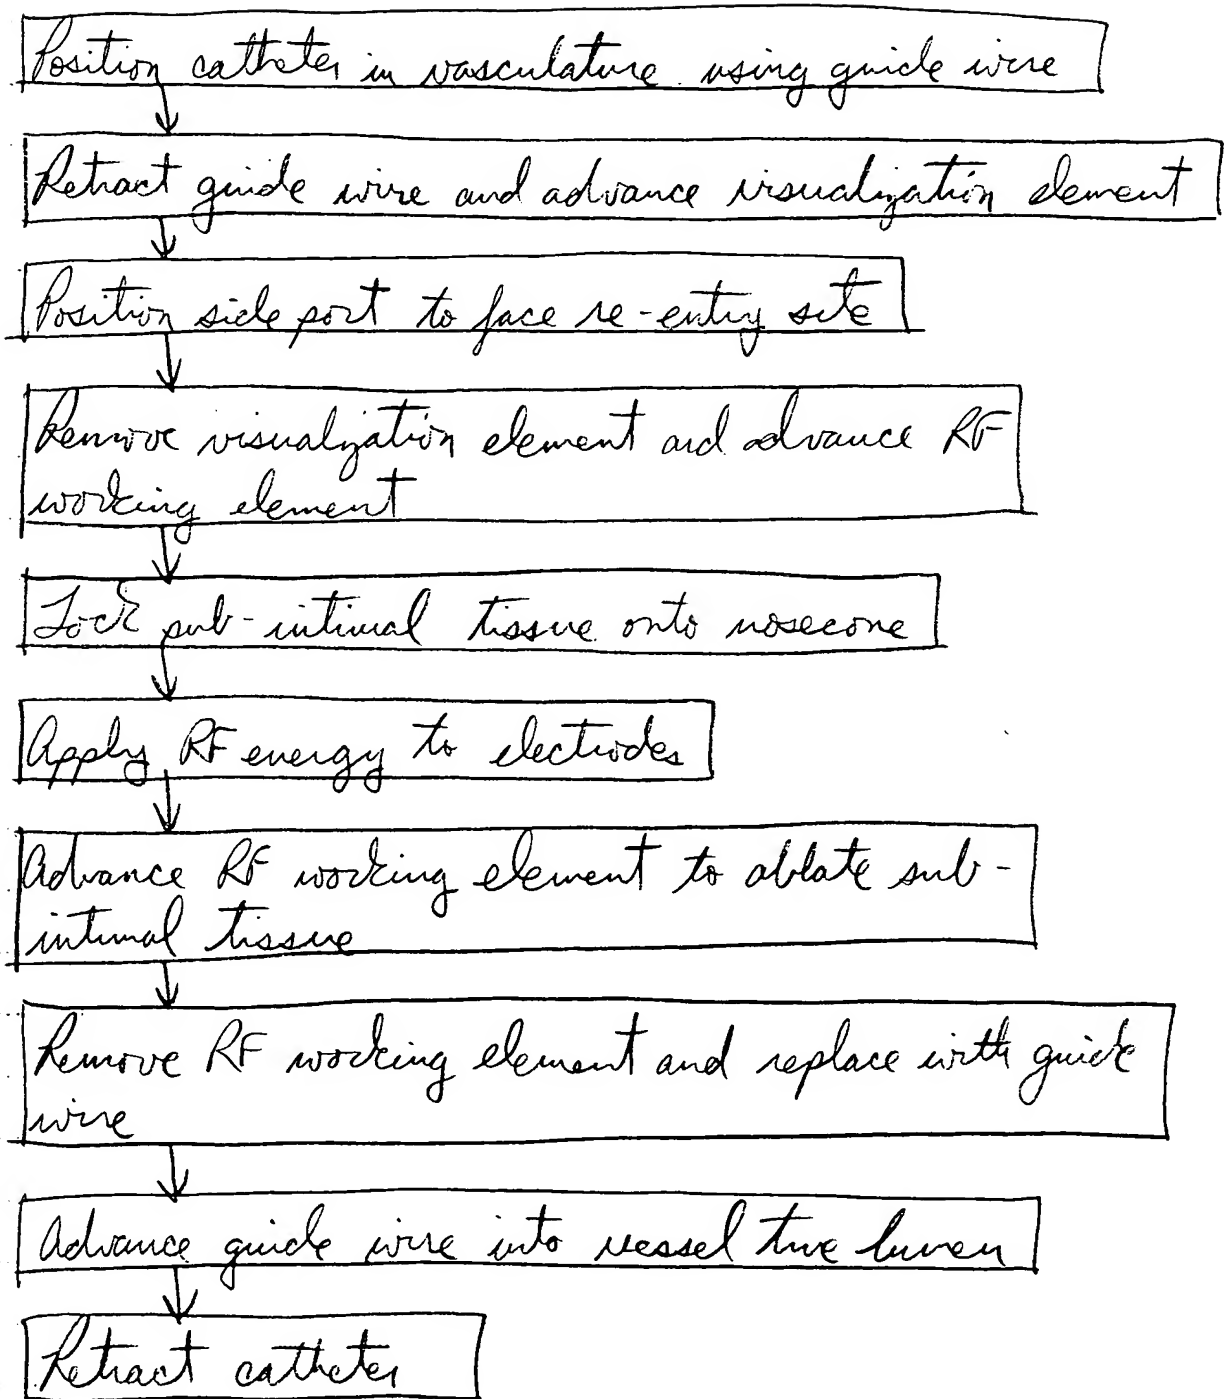 Position catheter in vasculature using guide wire
Retract guide wire and advance visualization element
Position side port to face re-entry site
Remove visualization element and advance RF
working element
Lock sub-intimal tissue onto nosecone
Apply RF energy to electrodes
Advance RF working element to ablate sub-
intimal tissue
Remove RF working element and replace with guide
wire
Advance guide wire into vessel true lumen
Retract catheter